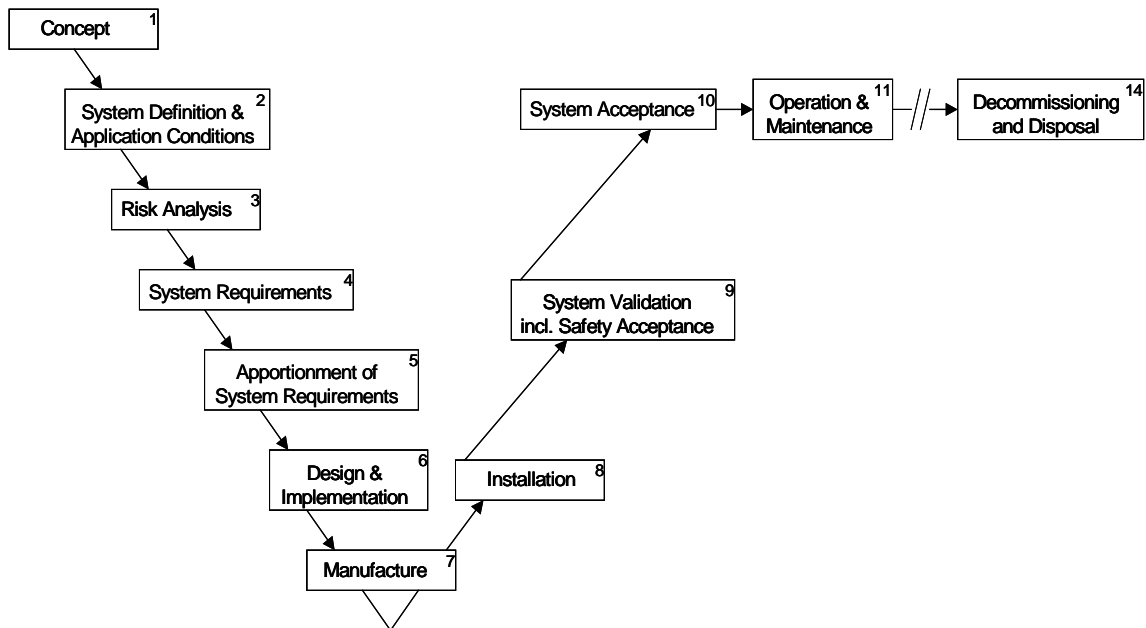 Concept 1
System Definition & 2
Application Conditions
Risk Analysis 3
System Requirements 4
Apportionment of 5
System Requirements
Design & 6
Implementation
Manufacture 7
Installation 8
System Validation 9
incl. Safety Acceptance
System Acceptance 10
Operation & 11
Maintenance
Decommissioning 14
and Disposal